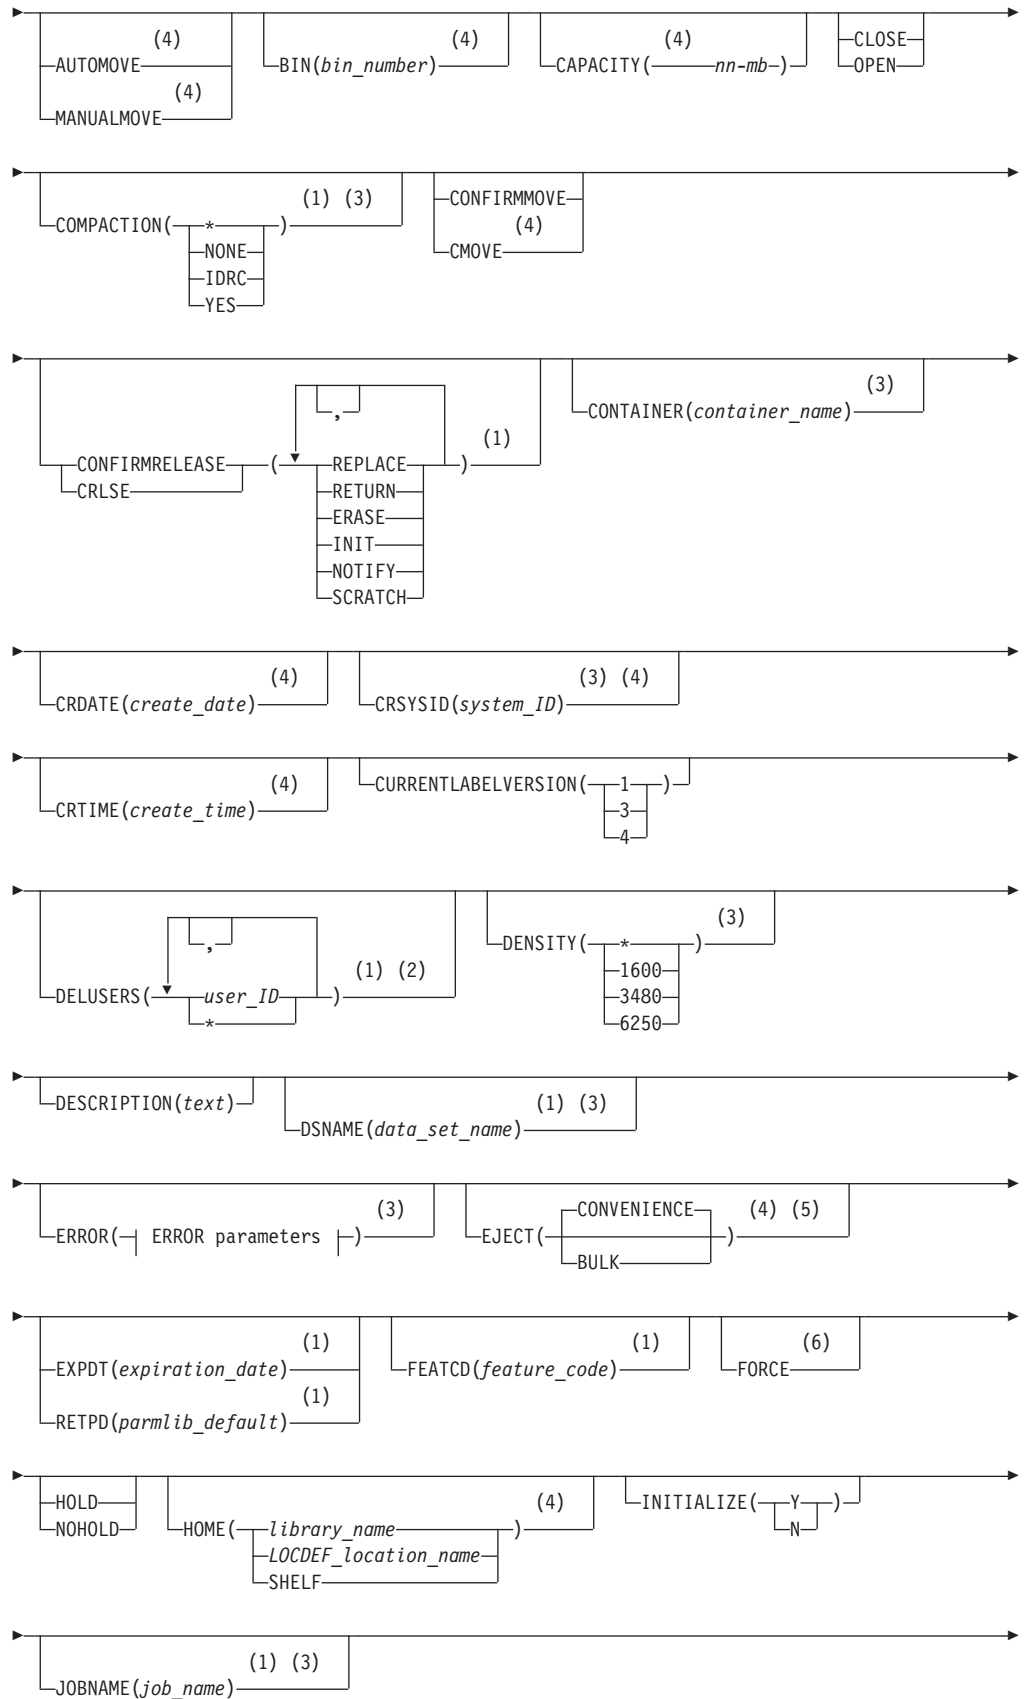 (4) (4) (4) CLOSE
AUTOMOVE BIN(bin_number) CAPACITY( nn-mb ) OPEN
(4)
MANUALMOVE
(1) (3) CONFIRMMOVE
COMPACTION( * ) (4)
NONE CMOVE
IDRC
YES
(3)
, CONTAINER(container_name)
(1)
CONFIRMRELEASE ( REPLACE )
CRLSE RETURN
ERASE
INIT
NOTIFY
SCRATCH
(4) (3) (4)
CRDATE(create_date) CRSYSID(system_ID)
(4) CURRENTLABELVERSION( 1 )
CRTIME(create_time) 3
4
(3)
, DENSITY( * )
(1) (2) 1600
DELUSERS( user_ID ) 3480
* 6250
DESCRIPTION(text) (1) (3)
DSNAME(data_set_name)
(3) CONVENIENCE (4) (5)
ERROR( ERROR parameters ) EJECT( )
BULK
(1) (1) (6)
EXPDT(expiration_date) FEATCD(feature_code) FORCE
(1)
RETPD(parmlib_default)
HOLD (4) INITIALIZE( Y )
NOHOLD HOME( library_name ) N
LOCDEF_location_name
SHELF
(1) (3)
JOBNAME(job_name)